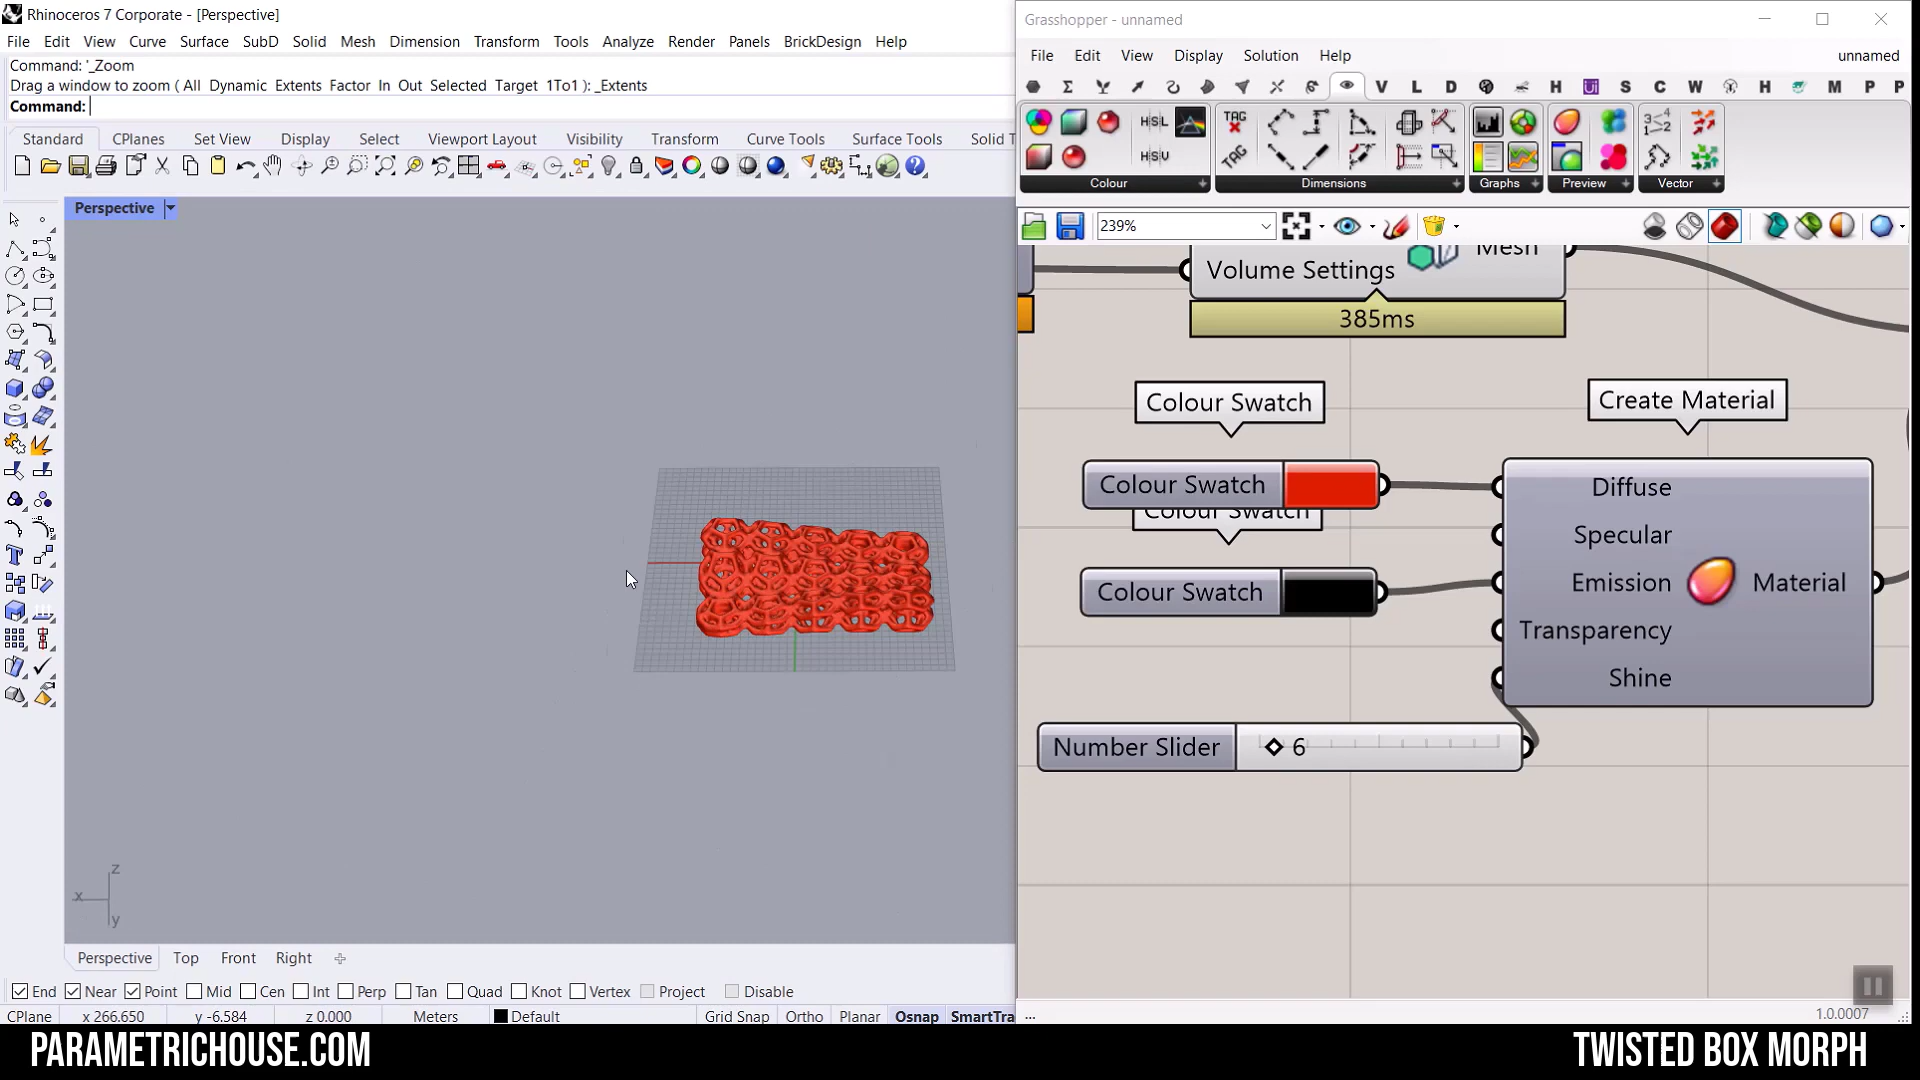 Rhinoceros 7 Corporate - [Perspective]
File Edit View Curve Surface SubD Solid Mesh Dimension Transform Tools Analyze Render Panels BrickDesign Help
Command: '_Zoom
Drag a window to zoom ( All Dynamic Extents Factor In Out Selected Target 1To1 ): _Extents
Command:
Standard CPlanes Set View Display Select Viewport Layout Visibility Transform Curve Tools Surface Tools Solid T
Perspective
z
x
y
Perspective Top Front Right
End Near Point Mid Cen Int Perp Tan Quad Knot Vertex Project Disable
CPlane x 266.650 y -6.584 z 0.000 Meters Default Grid Snap Ortho Planar Osnap SmartTra
Grasshopper - unnamed
File Edit View Display Solution Help unnamed
V L D H S C W H M P P
TAG HSL
TAG HSV
Colour Dimensions Graphs Preview Vector
239%
Volume Settings Mesh
385ms
Colour Swatch
Create Material
Colour Swatch
Colour Swatch
Colour Swatch
Diffuse
Specular
Emission
Transparency
Shine
Material
Number Slider 6
... 1.0.0007
PARAMETRICHOUSE.COM
TWISTED BOX MORPH